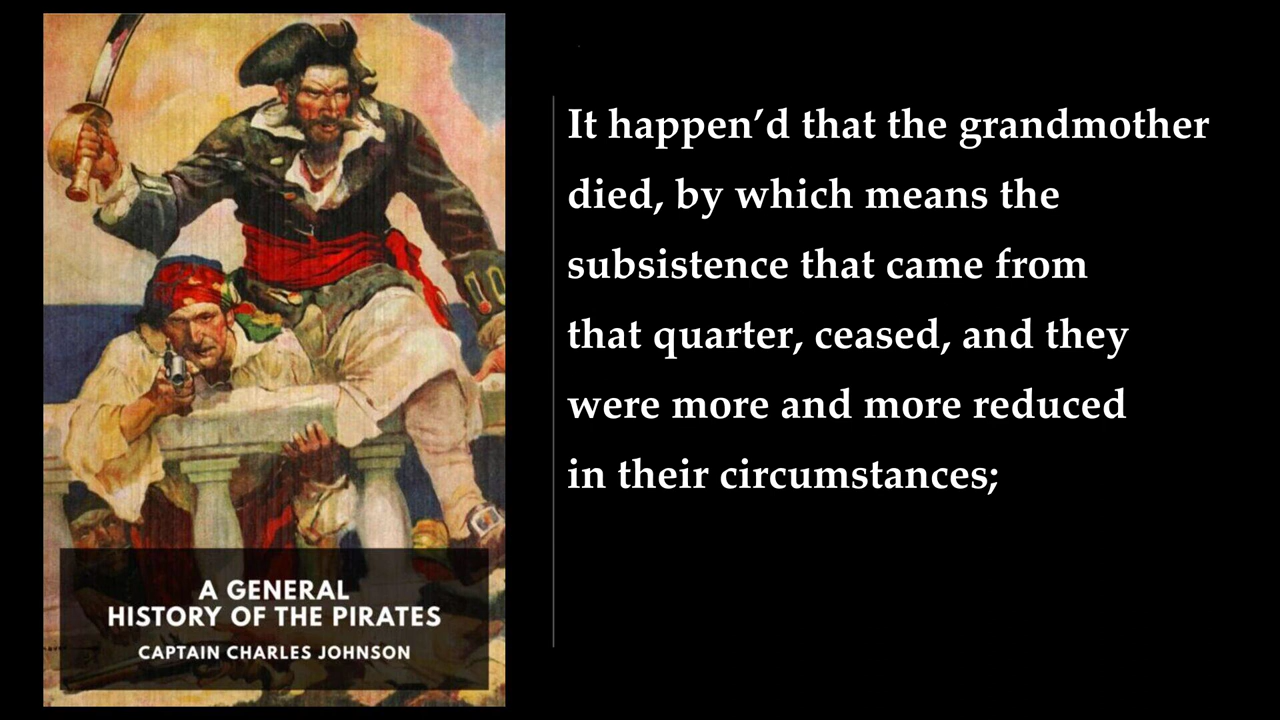 A GENERAL
HISTORY OF THE PIRATES
CAPTAIN CHARLES JOHNSON
It happen’d that the grandmother
died, by which means the
subsistence that came from
that quarter, ceased, and they
were more and more reduced
in their circumstances;